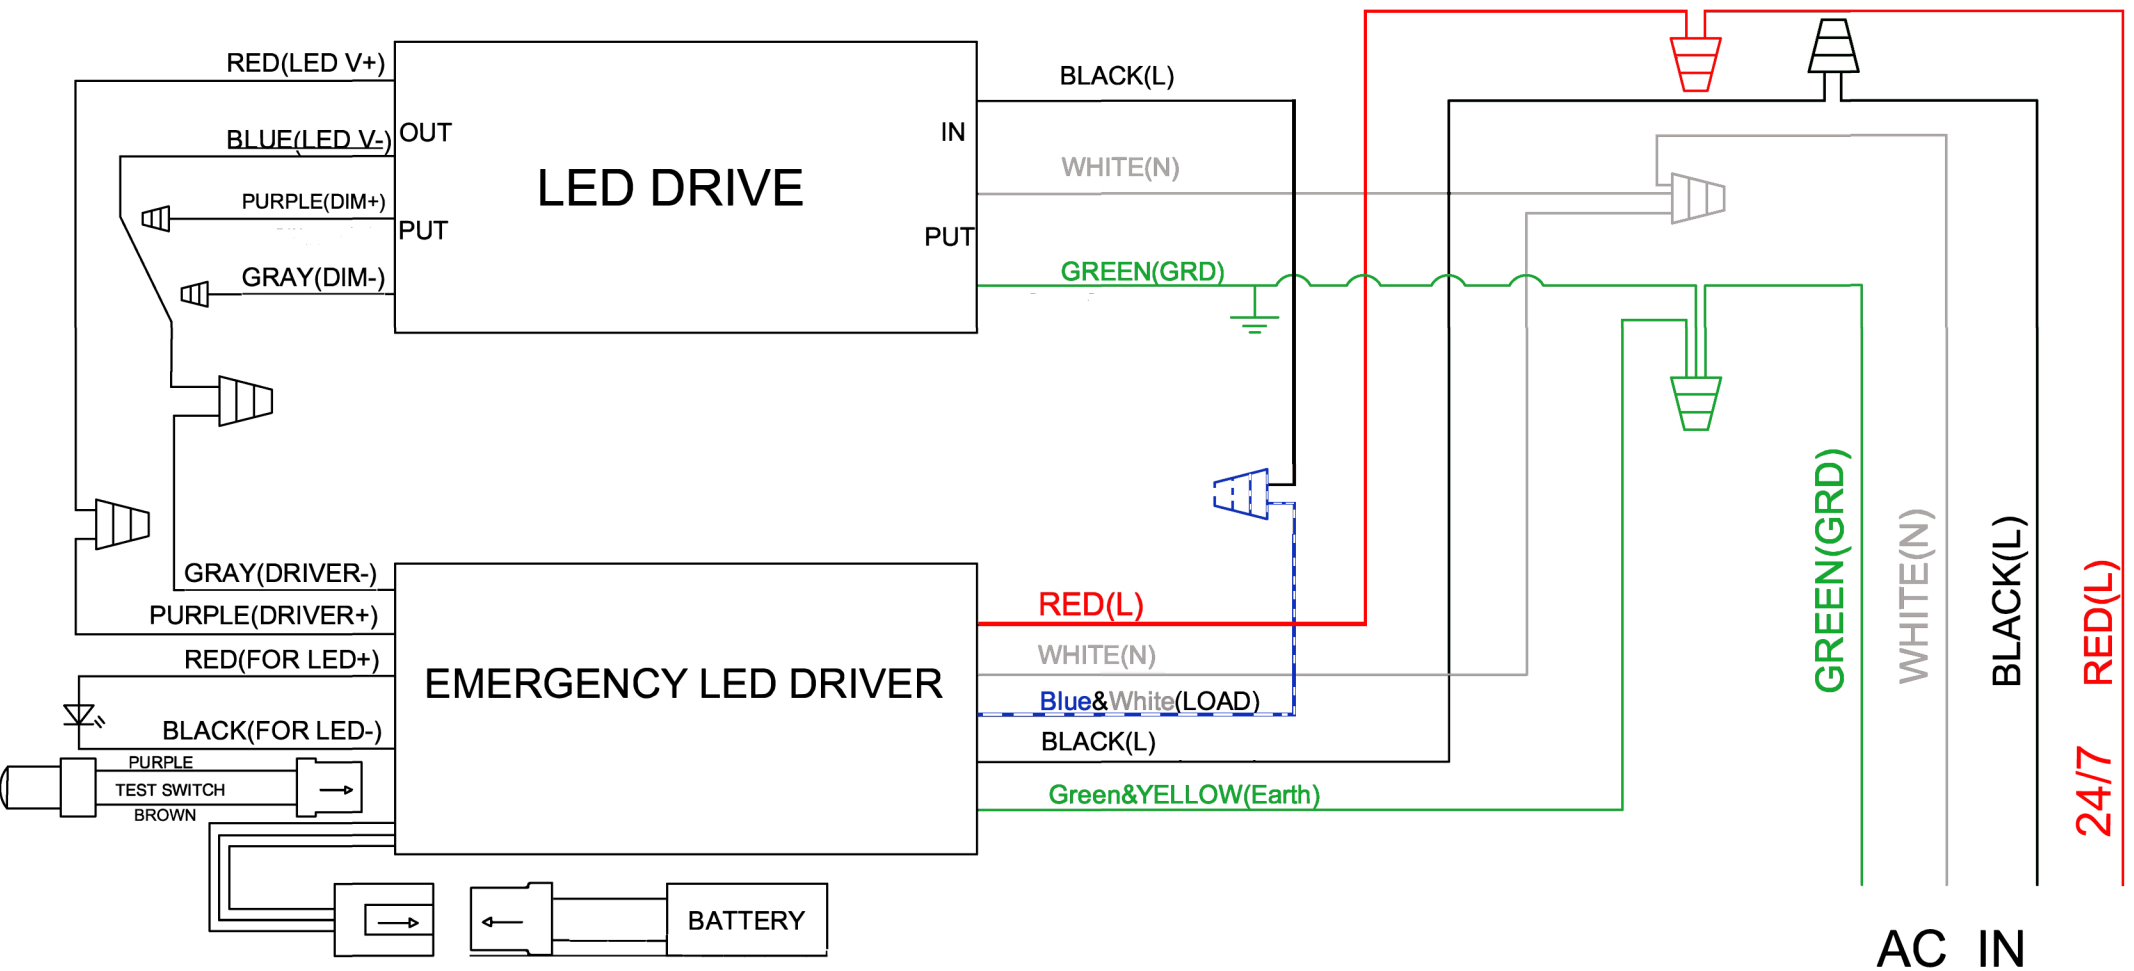 RED(LED V+)
BLUE(LED V-)
PURPLE(DIM+)
GRAY(DIM-)
OUT
PUT
LED DRIVE
IN
PUT
BLACK(L)
WHITE(N)
GREEN(GRD)
GRAY(DRIVER-)
PURPLE(DRIVER+)
RED(FOR LED+)
BLACK(FOR LED-)
PURPLE
TEST SWITCH
BROWN
EMERGENCY LED DRIVER
RED(L)
WHITE(N)
Blue&White(LOAD)
BLACK(L)
Green&YELLOW(Earth)
BATTERY
GREEN(GRD)
WHITE(N)
BLACK(L)
24/7 RED(L)
AC IN